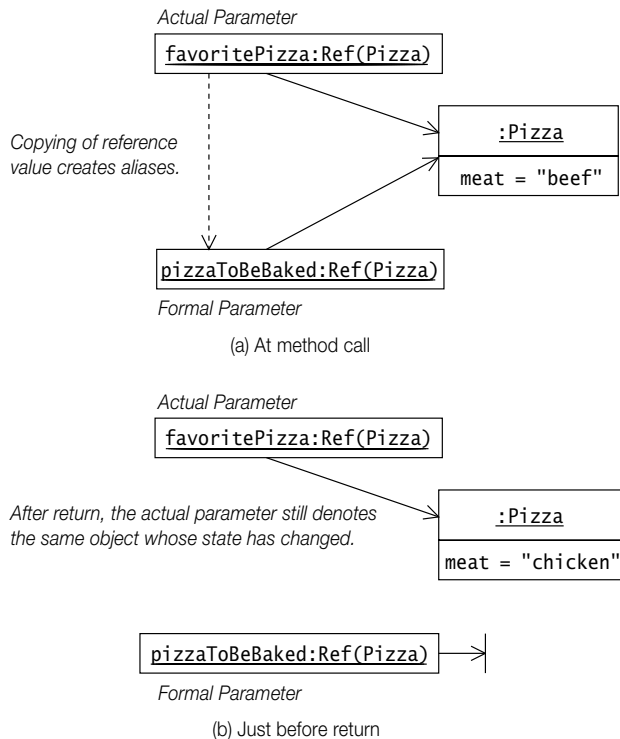 Actual Parameter
favoritePizza:Ref(Pizza)
:Pizza
meat = "beef"
Copying of reference
value creates aliases.
pizzaToBeBaked:Ref(Pizza)
Formal Parameter
(a) At method call
Actual Parameter
favoritePizza:Ref(Pizza)
After return, the actual parameter still denotes
the same object whose state has changed.
:Pizza
meat = "chicken"
pizzaToBeBaked:Ref(Pizza)
Formal Parameter
(b) Just before return